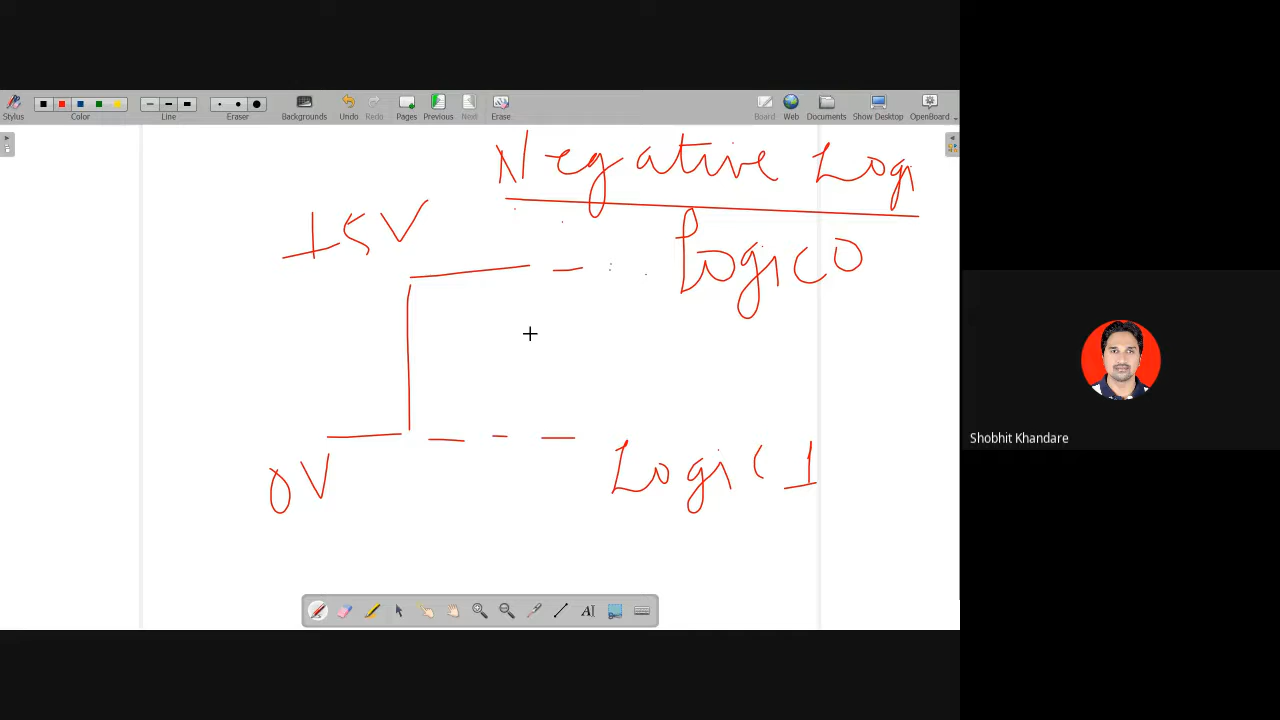 Stylus Color Line Eraser Backgrounds Undo Redo Pages Previous Next Erase Board Web Documents Show Desktop OpenBoard
Negative Logi
+5V
Logic 0
Shobhit Khandare
0V
Logic 1